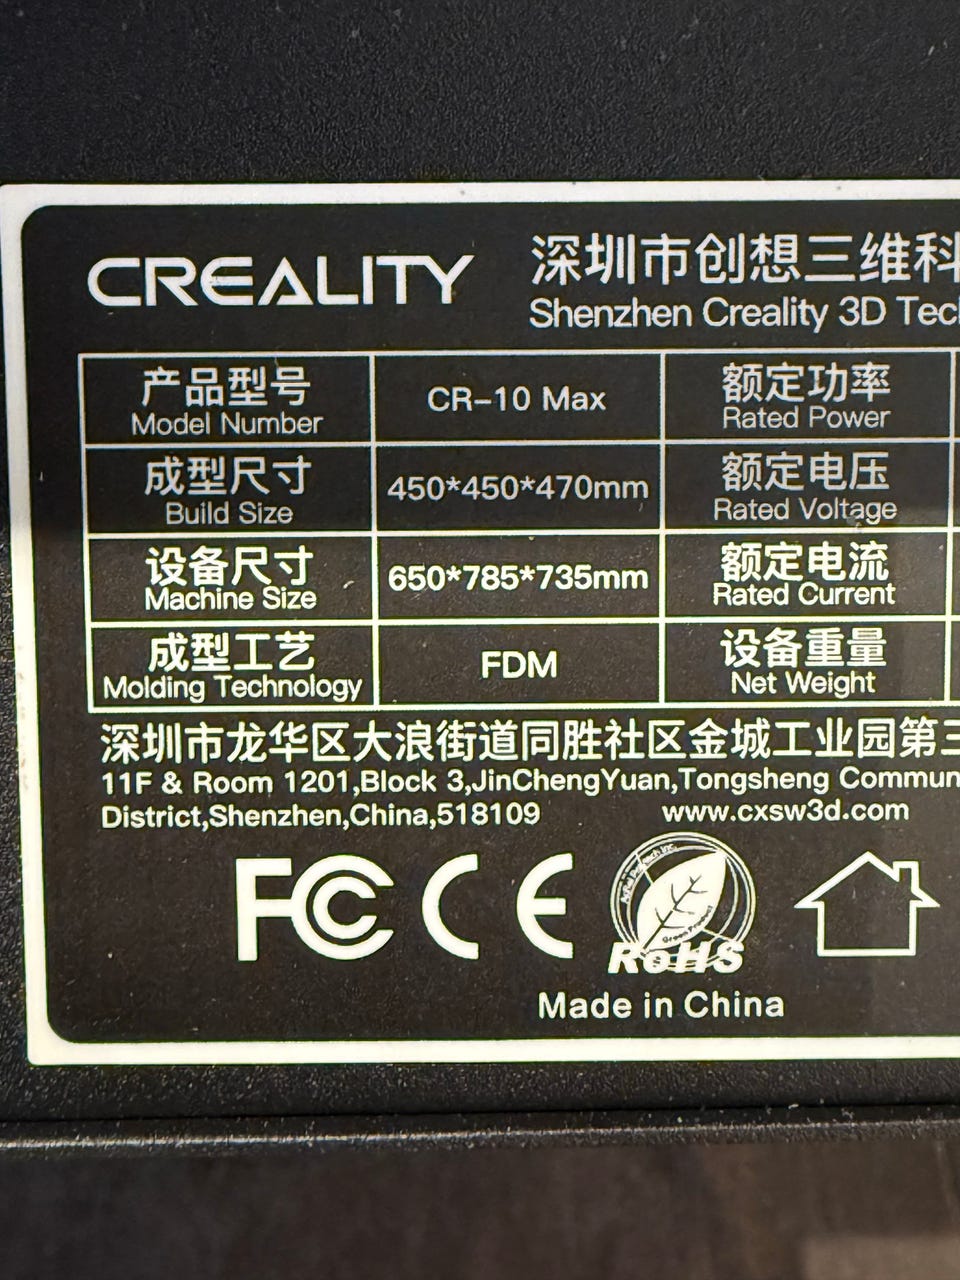 CREALITY 深圳市创想三维科
Shenzhen Creality 3D Tec
产品型号 CR-10 Max 额定功率
Model Number Rated Power
成型尺寸 450*450*470mm 额定电压
Build Size Rated Voltage
设备尺寸 650*785*735mm 额定电流
Machine Size Rated Current
成型工艺 FDM 设备重量
Molding Technology Net Weight
深圳市龙华区大浪街道同胜社区金城工业园第三
11F & Room 1201,Block 3,JinChengYuan,Tongsheng Commun
District,Shenzhen,China,518109 www.cxsw3d.com
FC CE
Green Product
RoHS
Made in China